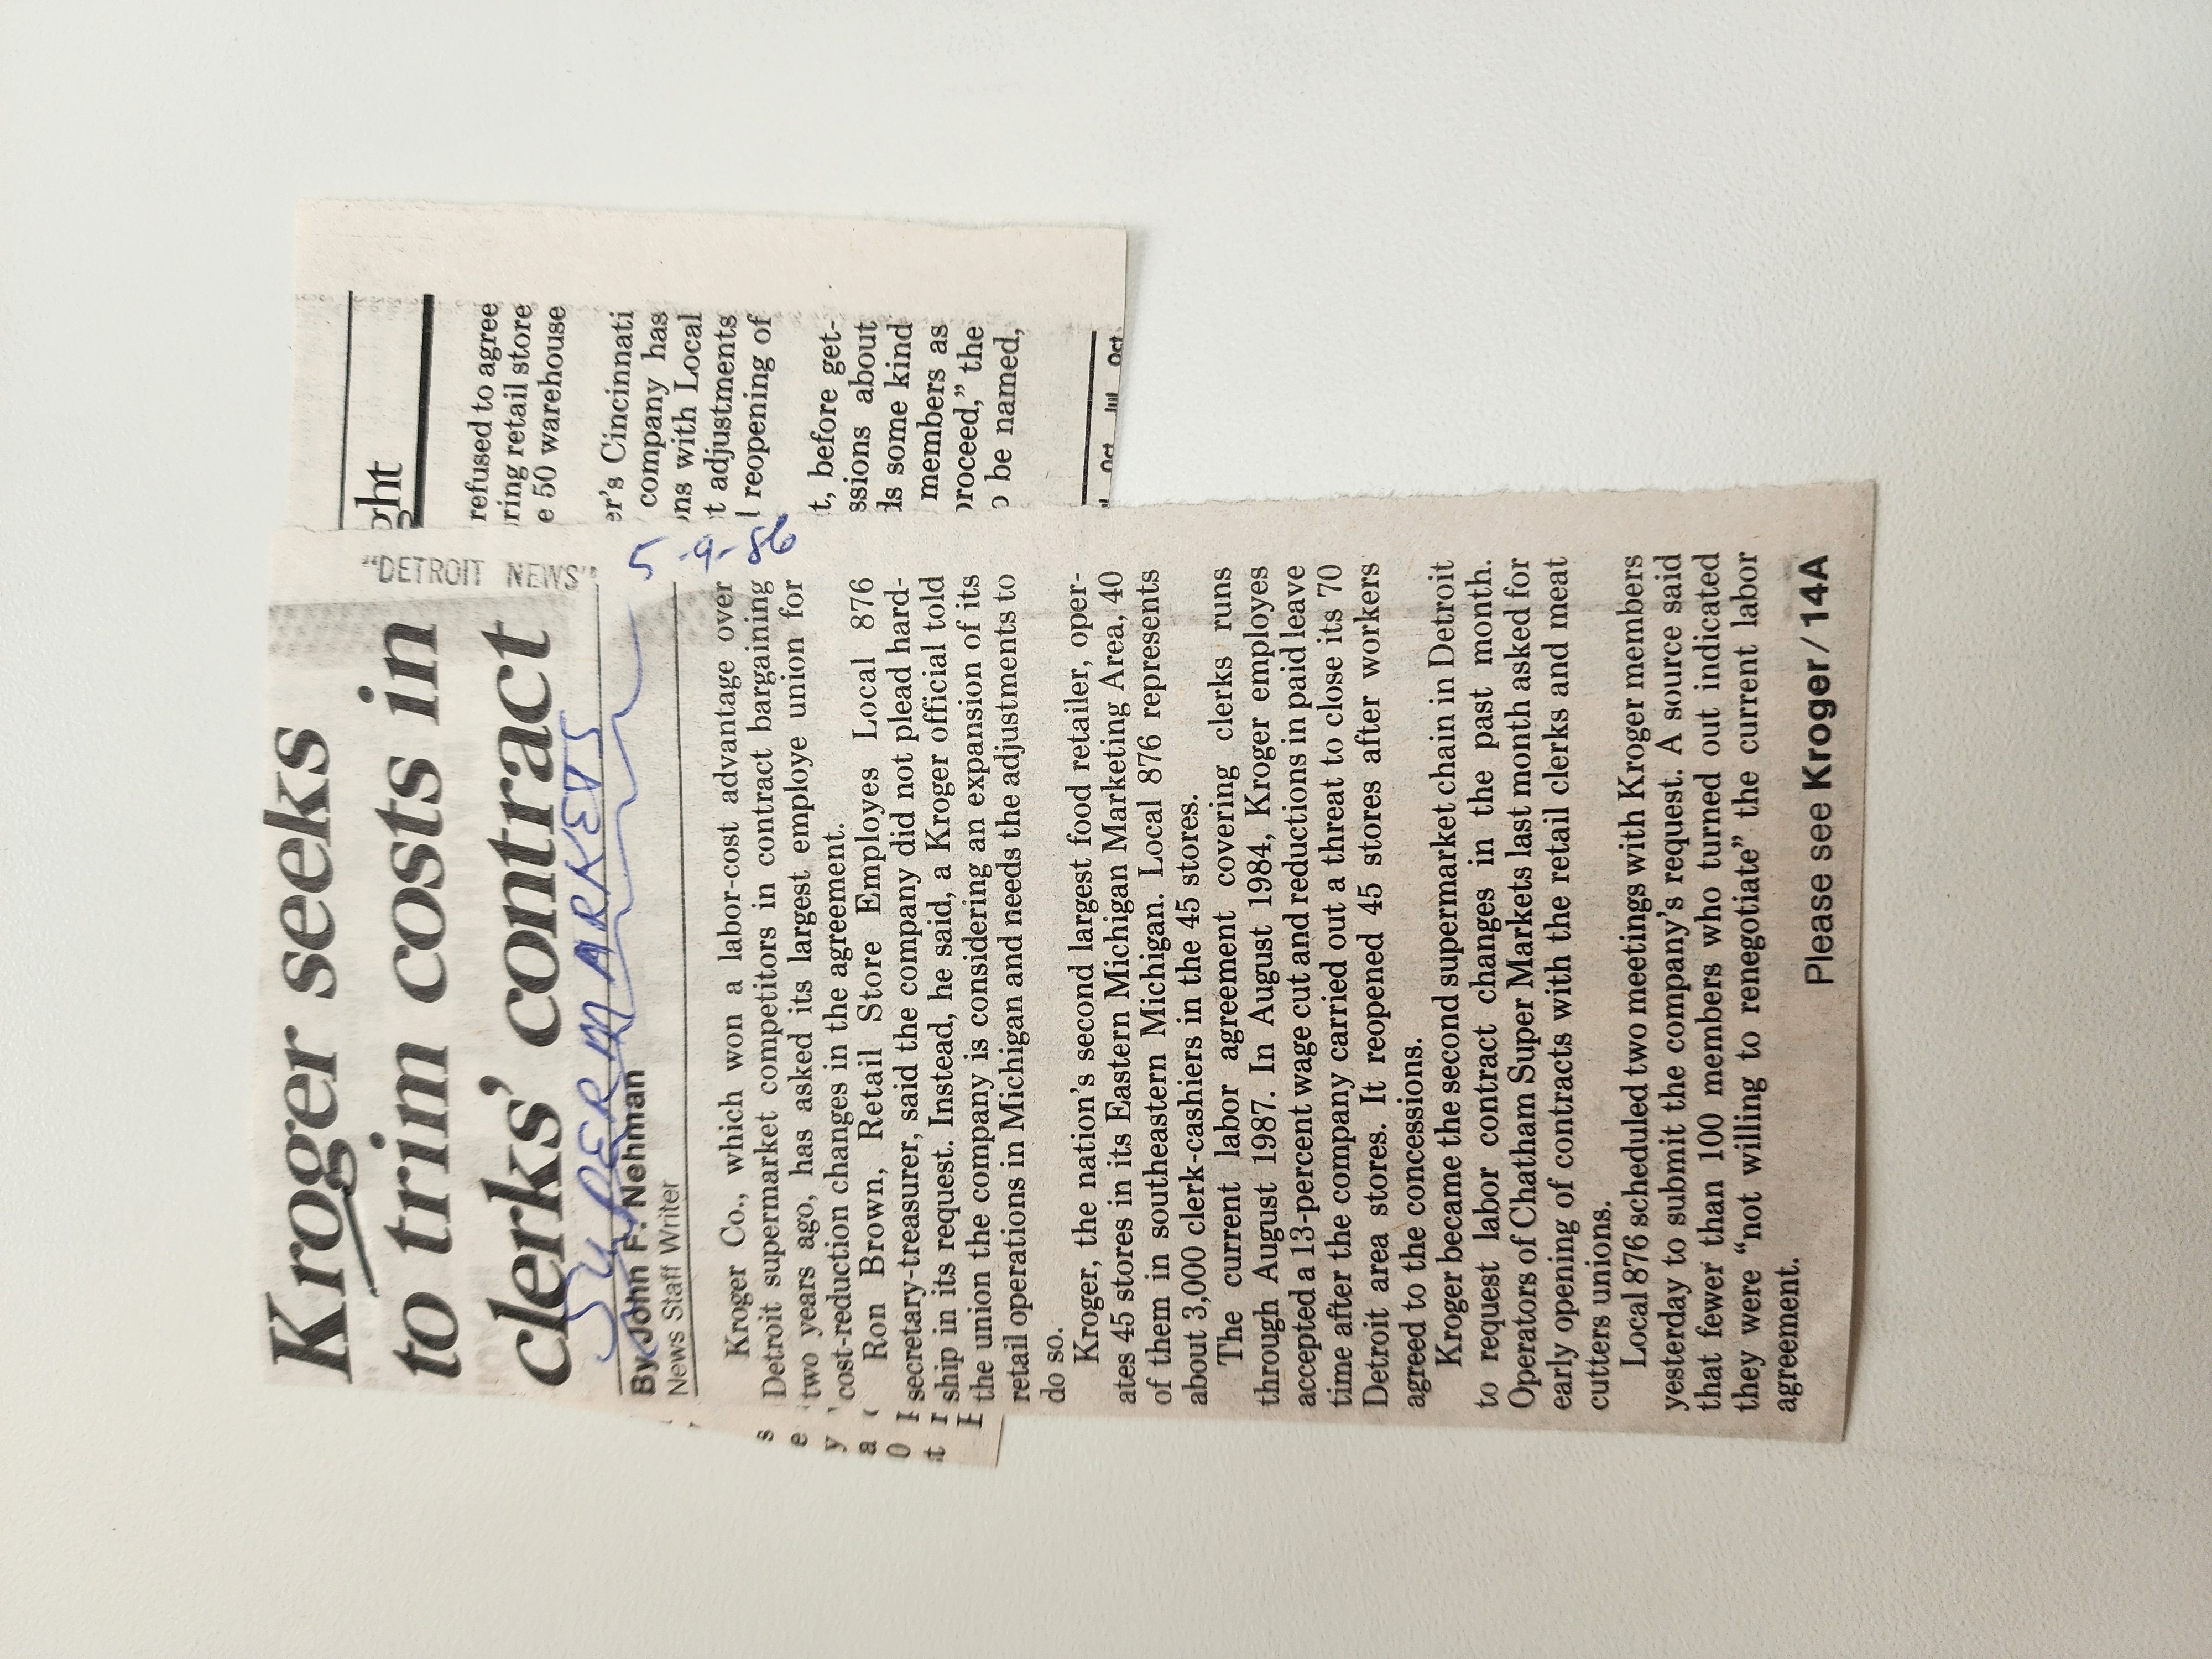 Kroger seeks
to trim costs in
clerks' contract
"DETROIT NEWS"
5-9-86
SUPERMARKETS
By John F. Nehman
News Staff Writer
Kroger Co., which won a labor-cost advantage over
Detroit supermarket competitors in contract bargaining
two years ago, has asked its largest employe union for
cost-reduction changes in the agreement.
Ron Brown, Retail Store Employes Local 876
secretary-treasurer, said the company did not plead hard-
ship in its request. Instead, he said, a Kroger official told
the union the company is considering an expansion of its
retail operations in Michigan and needs the adjustments to
do so.
Kroger, the nation's second largest food retailer, oper-
ates 45 stores in its Eastern Michigan Marketing Area, 40
of them in southeastern Michigan. Local 876 represents
about 3,000 clerk-cashiers in the 45 stores.
The current labor agreement covering clerks runs
through August 1987. In August 1984, Kroger employes
accepted a 13-percent wage cut and reductions in paid leave
time after the company carried out a threat to close its 70
Detroit area stores. It reopened 45 stores after workers
agreed to the concessions.
Kroger became the second supermarket chain in Detroit
to request labor contract changes in the past month.
Operators of Chatham Super Markets last month asked for
early opening of contracts with the retail clerks and meat
cutters unions.
Local 876 scheduled two meetings with Kroger members
yesterday to submit the company's request. A source said
that fewer than 100 members who turned out indicated
they were "not willing to renegotiate" the current labor
agreement.
Please see Kroger/14A
ght
refused to agree
ring retail store
e 50 warehouse
er's Cincinnati
company has
ns with Local
t adjustments
l reopening of
t, before get-
ssions about
ls some kind
members as
proceed," the
o be named,
Oct Jul Oct
s
e
y
a
0
t